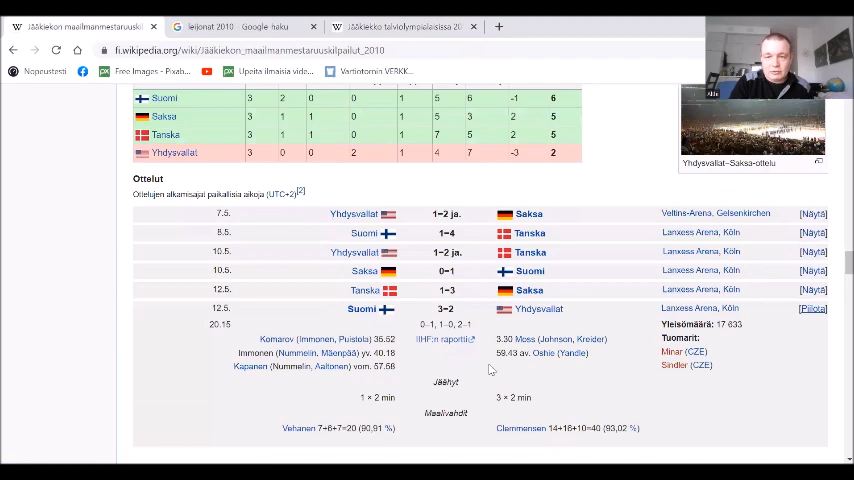 Jääkiekon maailmanmestaruuskil
leijonat 2010 - Google haku
Jääkiekko talviolympialaisissa 20
fi.wikipedia.org/wiki/Jääkiekon_maailmanmestaruuskilpailut_2010
Nopeustesti
Free Images - Pixab...
Upeita ilmaisia vide...
Vartiotornin VERKK...
Ahti
Suomi 3 2 0 0 1 5 6 -1 6
Saksa 3 1 1 0 1 5 3 2 5
Tanska 3 1 1 0 1 7 5 2 5
Yhdysvallat 3 0 0 2 1 4 7 -3 2
Yhdysvallat–Saksa-ottelu
Ottelut
Ottelujen alkamisajat paikallisia aikoja (UTC+2)[2]
7.5. Yhdysvallat 1–2 ja. Saksa Veltins-Arena, Gelsenkirchen [Näytä]
8.5. Suomi 1–4 Tanska Lanxess Arena, Köln [Näytä]
10.5. Yhdysvallat 1–2 ja. Tanska Lanxess Arena, Köln [Näytä]
10.5. Saksa 0–1 Suomi Lanxess Arena, Köln [Näytä]
12.5. Tanska 1–3 Saksa Lanxess Arena, Köln [Näytä]
12.5. Suomi 3–2 Yhdysvallat Lanxess Arena, Köln [Piilota]
20.15 0–1, 1–0, 2–1 Yleisömäärä: 17 633
Komarov (Immonen, Puistola) 35.52 IIHF:n raportti 3.30 Moss (Johnson, Kreider) Tuomarit:
Immonen (Nummelin, Mäenpää) yv. 40.18 59.43 av. Oshie (Yandle) Minar (CZE)
Kapanen (Nummelin, Aaltonen) vom. 57.58 Sindler (CZE)
Jäähyt
1 × 2 min 3 × 2 min
Maalivahdit
Vehanen 7+6+7=20 (90,91 %) Clemmensen 14+16+10=40 (93,02 %)